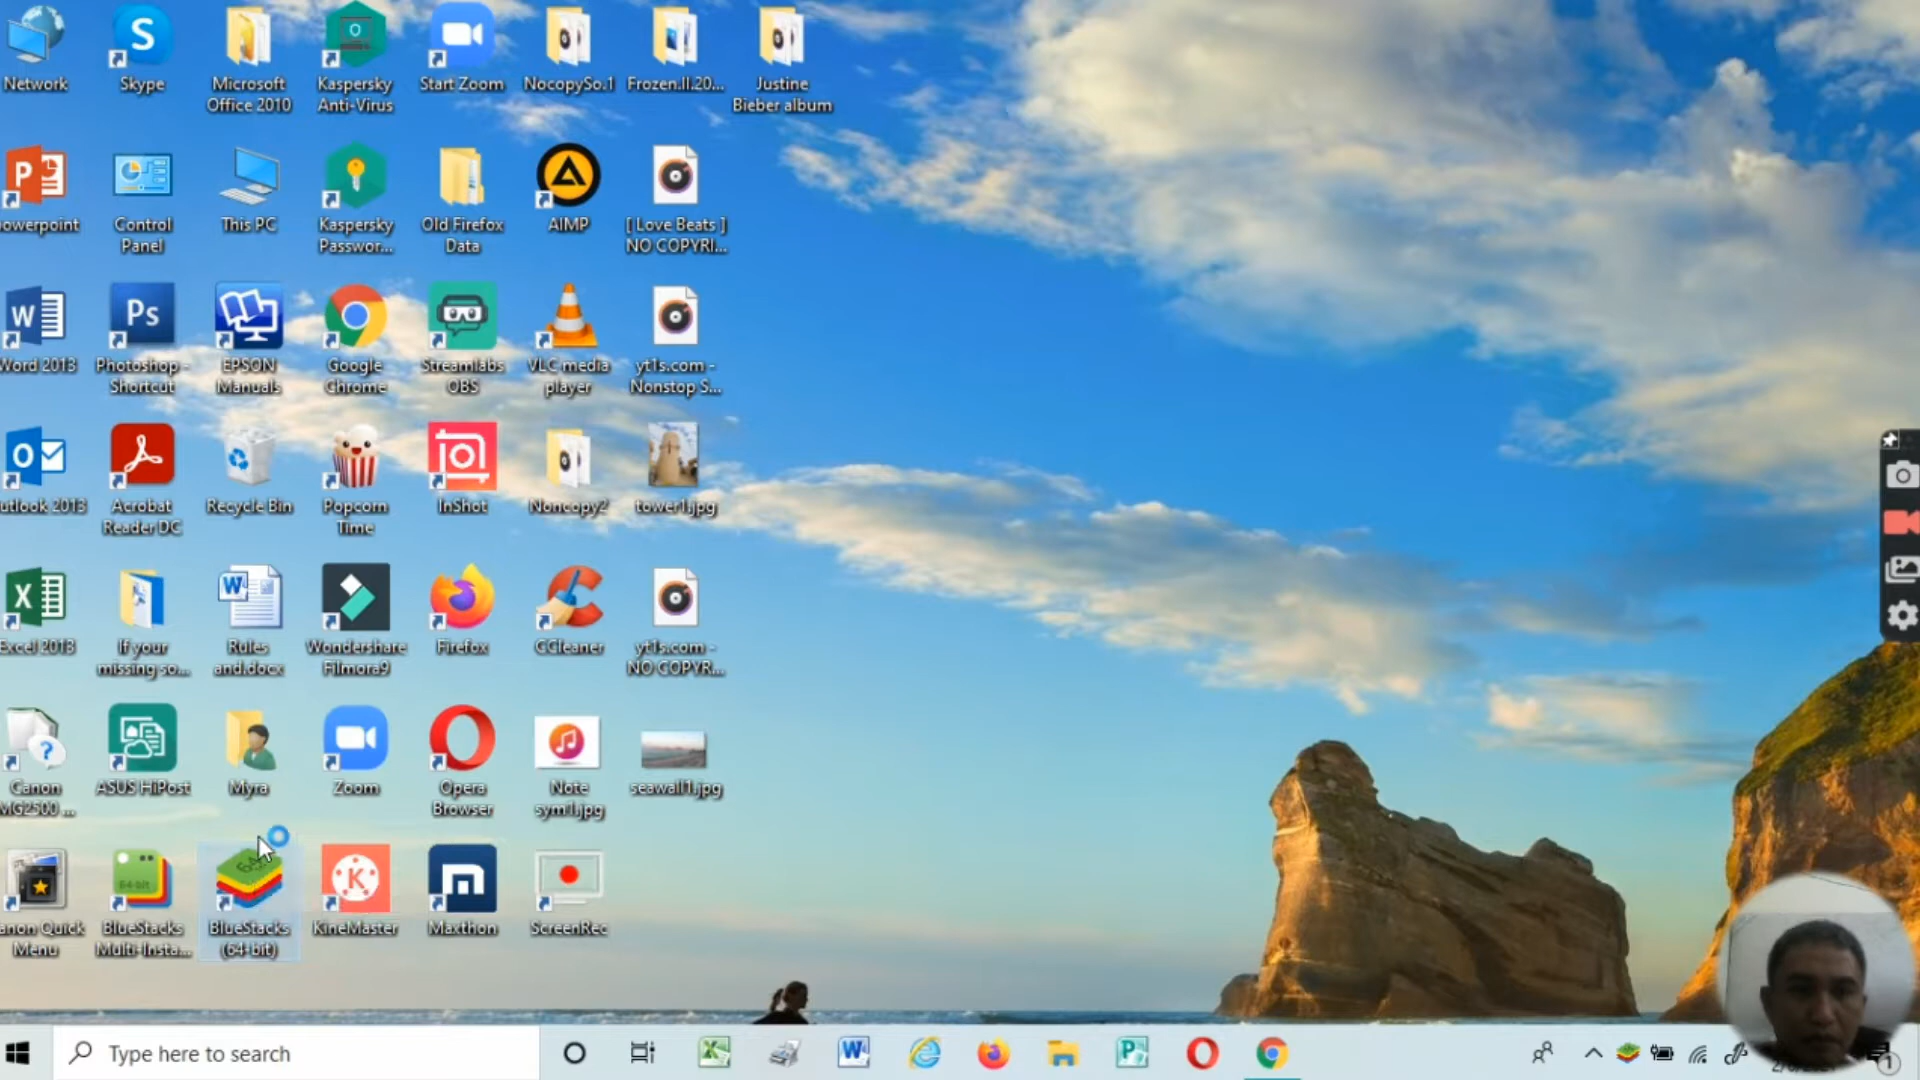 Network
Skype
Microsoft
Office 2010
Kaspersky
Anti-Virus
Start Zoom
NocopySo.1
Frozen.II.20...
Justine
Bieber album
owerpoint
Control
Panel
This PC
Kaspersky
Passwor...
Old Firefox
Data
AIMP
[ Love Beats ]
NO COPYRI...
Word 2013
Photoshop -
Shortcut
EPSON
Manuals
Google
Chrome
Streamlabs
OBS
VLC media
player
yt1s.com -
Nonstop S...
utlook 2013
Acrobat
Reader DC
Recycle Bin
Popcorn
Time
InShot
Noncopy2
tower1.jpg
Excel 2013
If your
missing so...
Rules
and.docx
Wondershare
Filmora9
Firefox
CCleaner
yt1s.com -
NO COPYR...
Canon
MG2500 ...
ASUS HiPost
Myra
Zoom
Opera
Browser
Note
sym1.jpg
seawall1.jpg
anon Quick
Menu
BlueStacks
Multi-Insta...
BlueStacks
(64-bit)
KineMaster
Maxthon
ScreenRec
Type here to search